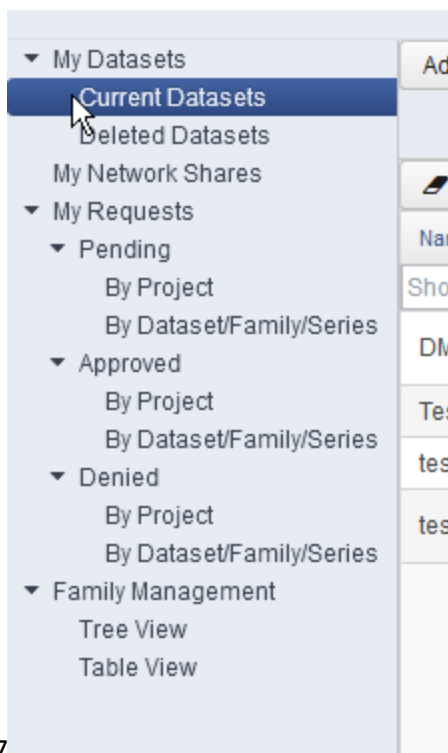 My Datasets
Current Datasets
Deleted Datasets
My Network Shares
My Requests
Pending
By Project
By Dataset/Family/Series
Approved
By Project
By Dataset/Family/Series
Denied
By Project
By Dataset/Family/Series
Family Management
Tree View
Table View
7